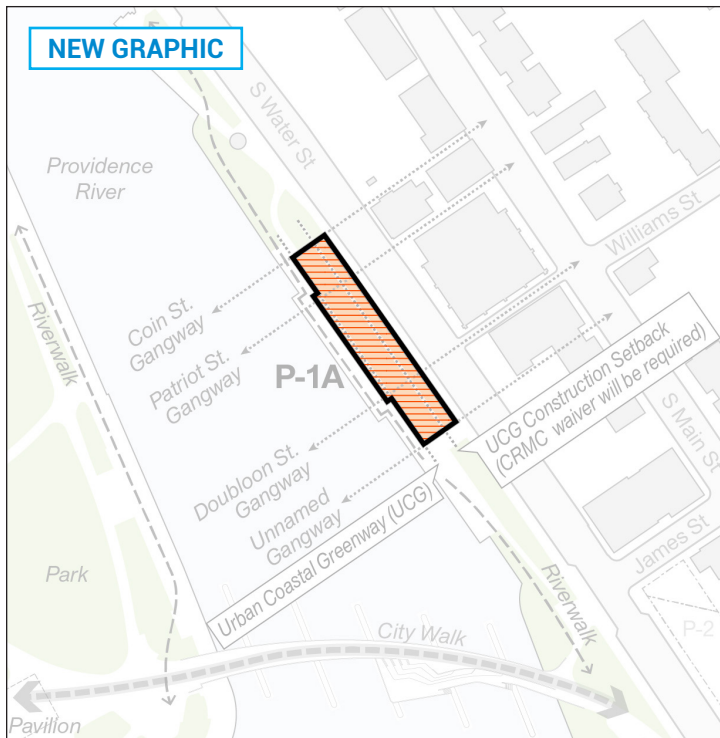 NEW GRAPHIC
S Water St
Providence
River
Williams St
Coin St.
Gangway
Riverwalk
Patriot St.
Gangway
P-1A
UCG Construction Setback
(CRMC waiver will be required)
S Main St
Doubloon St.
Gangway
Unnamed
Gangway
Urban Coastal Greenway (UCG)
James St
Park
Riverwalk
City Walk
P-2
Pavilion